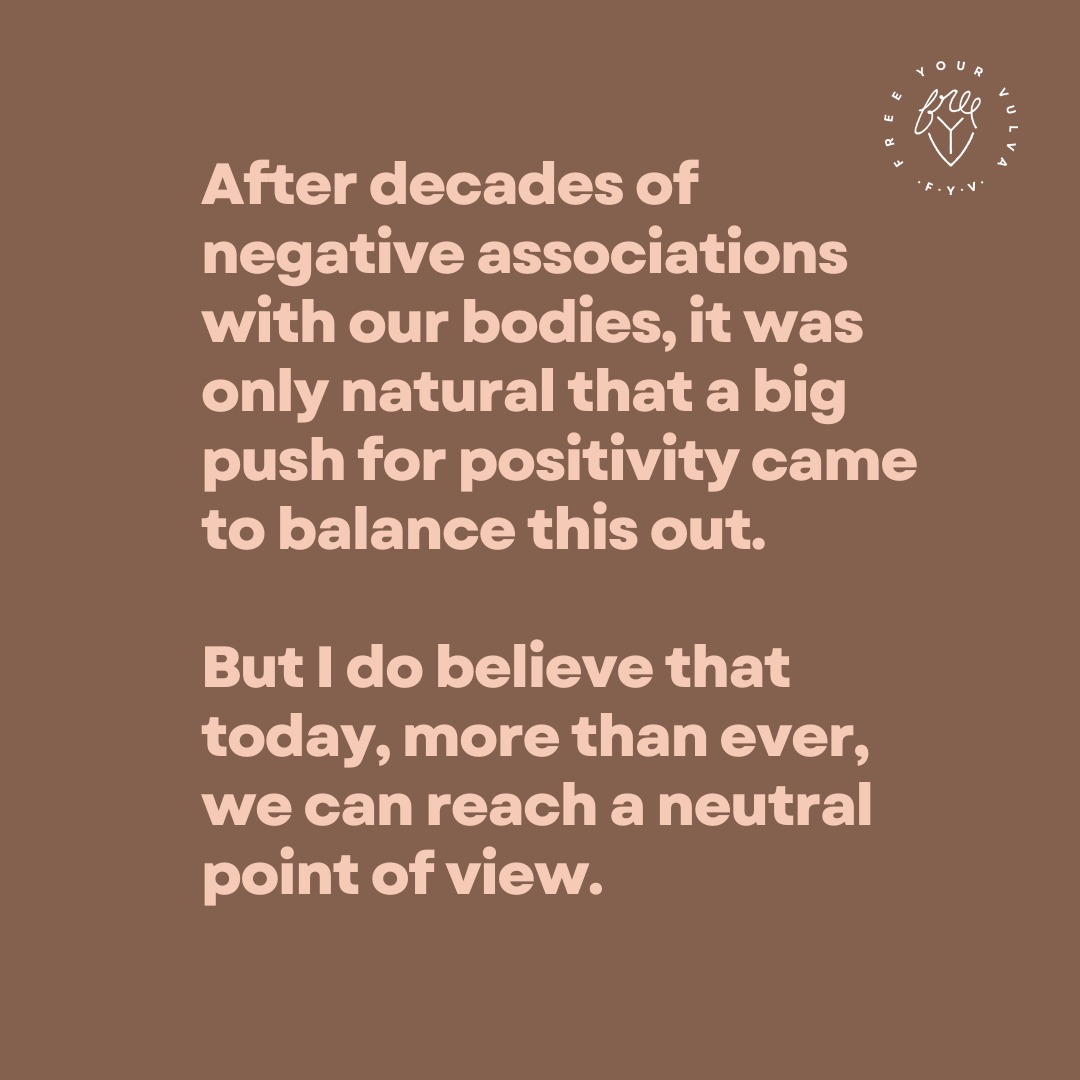 FREE YOUR VULVA
free
·F·Y·V·
After decades of
negative associations
with our bodies, it was
only natural that a big
push for positivity came
to balance this out.
But I do believe that
today, more than ever,
we can reach a neutral
point of view.